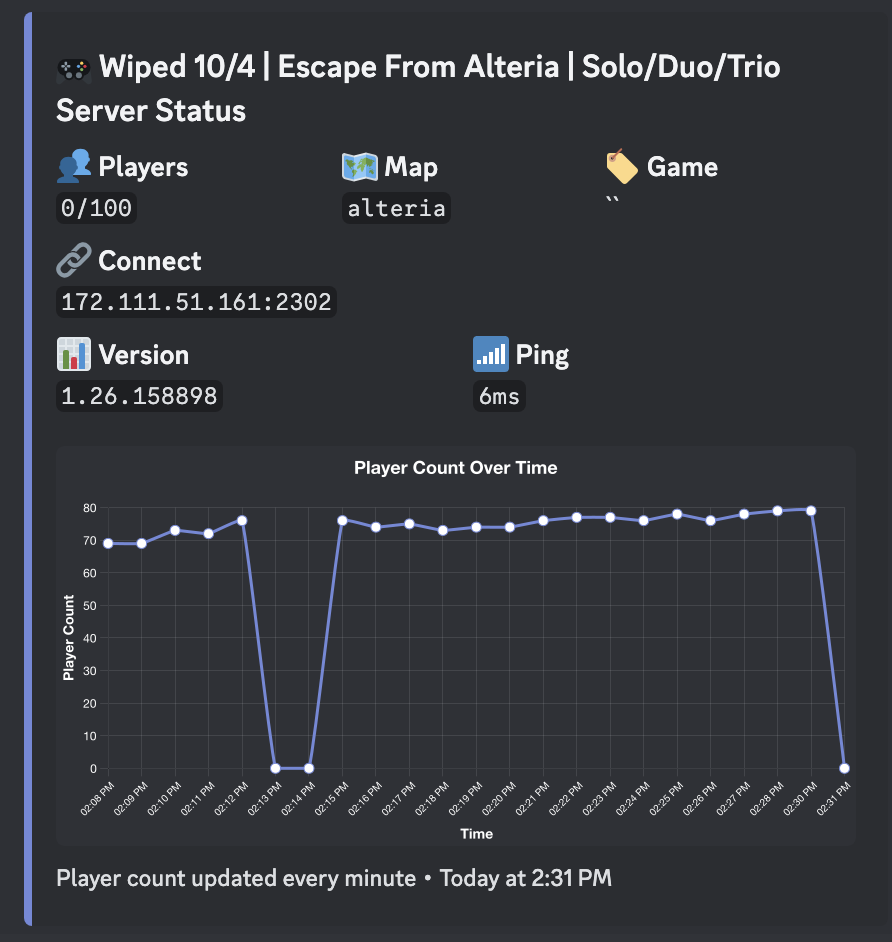 Wiped 10/4 | Escape From Alteria | Solo/Duo/Trio
Server Status
Players
Map
Game
0/100
alteria
``
Connect
172.111.51.161:2302
Version
Ping
1.26.158898
6ms
Player Count Over Time
80
70
60
50
40
30
20
10
0
Player Count
02:08 PM
02:09 PM
02:10 PM
02:11 PM
02:12 PM
02:13 PM
02:14 PM
02:15 PM
02:16 PM
02:17 PM
02:18 PM
02:19 PM
02:20 PM
02:21 PM
02:22 PM
02:23 PM
02:24 PM
02:25 PM
02:26 PM
02:27 PM
02:28 PM
02:30 PM
02:31 PM
Time
Player count updated every minute • Today at 2:31 PM